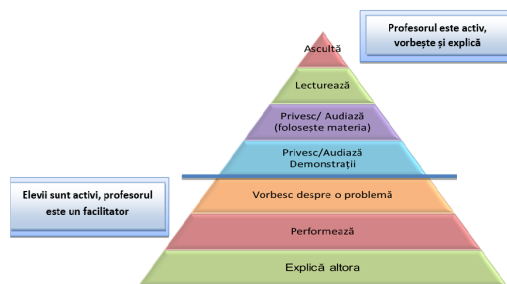 Profesorul este activ,
vorbește și explică
Ascultă
Lecturează
Privesc/ Audiază
(folosește materia)
Privesc/Audiază
Demonstrații
Elevii sunt activi, profesorul
este un facilitator
Vorbesc despre o problemă
Performează
Explică altora